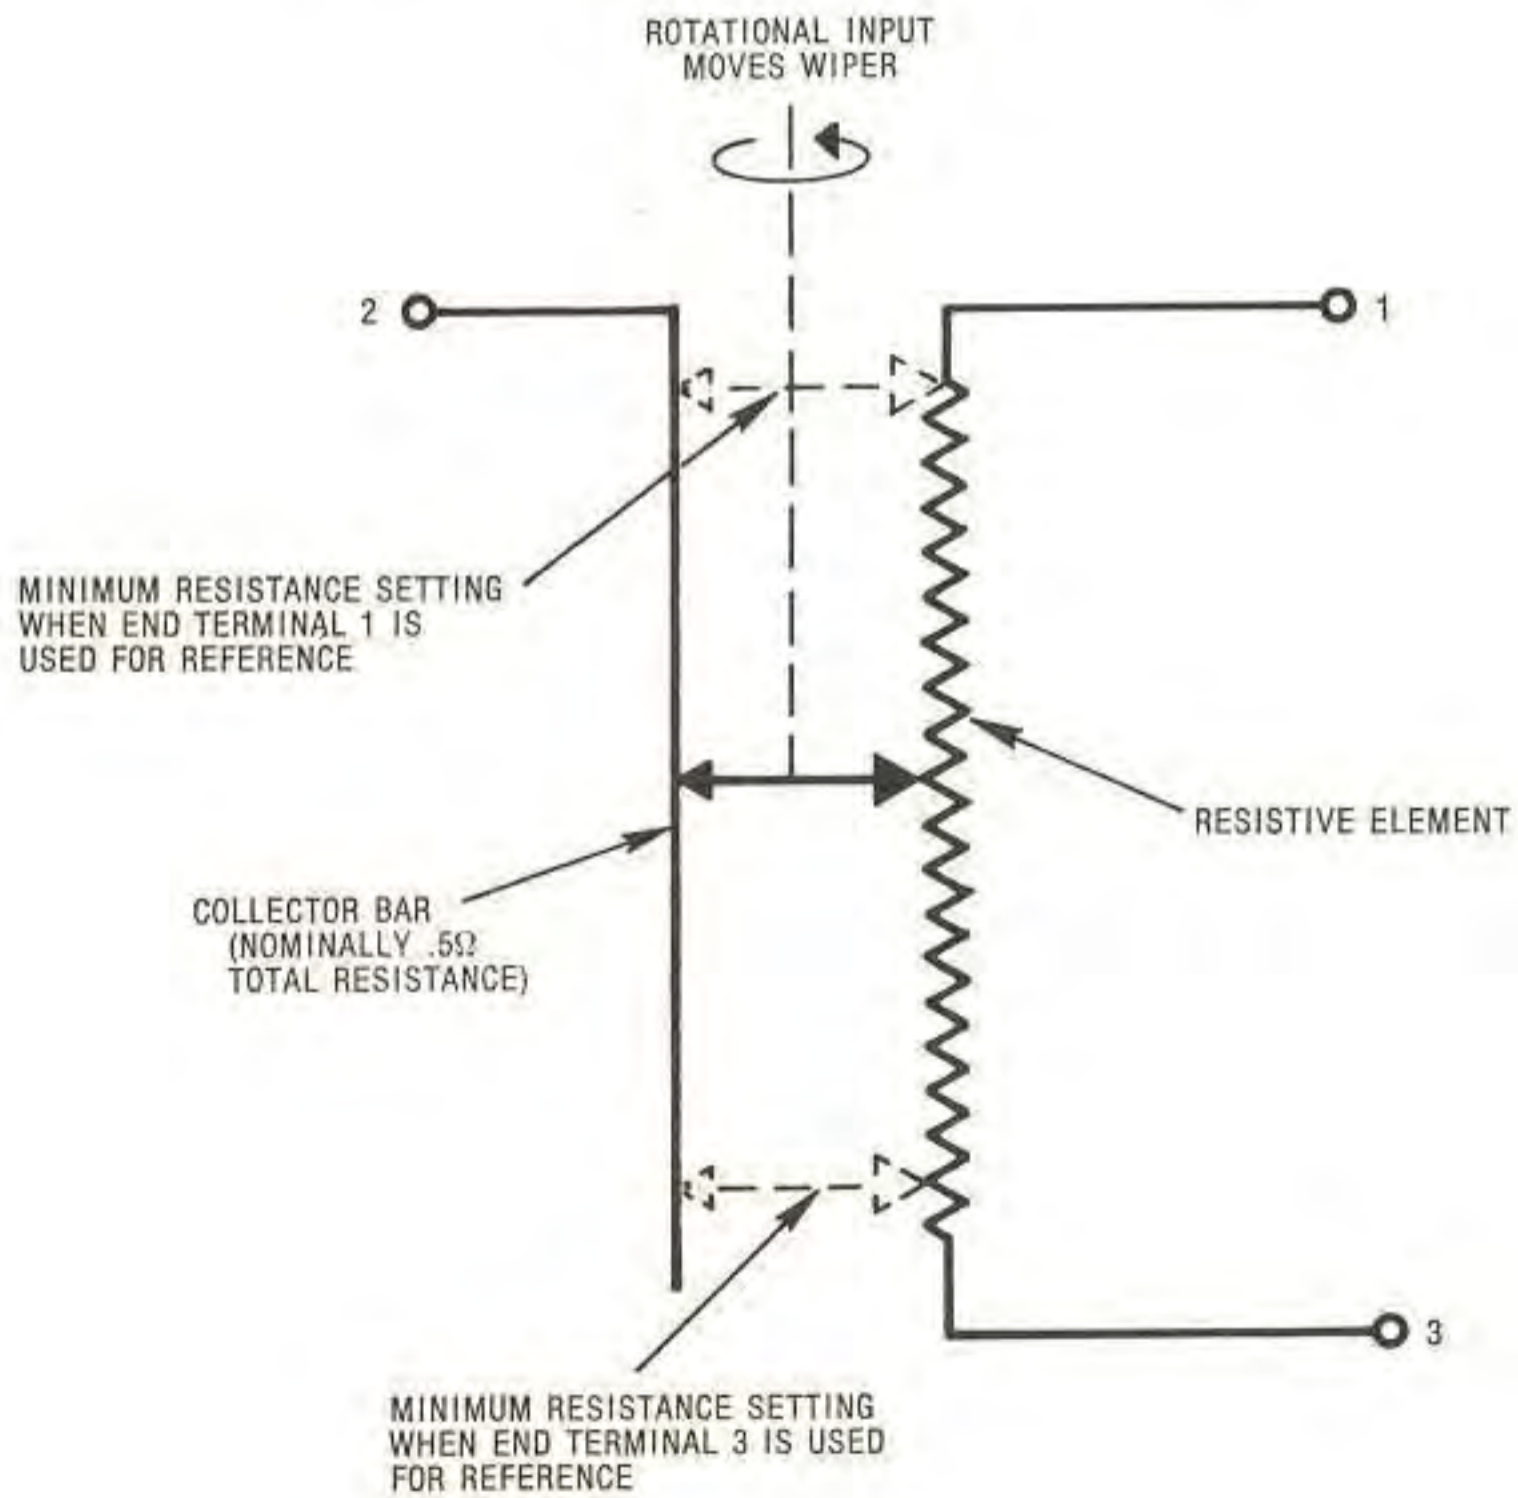 ROTATIONAL INPUT
MOVES WIPER
2
1
MINIMUM RESISTANCE SETTING
WHEN END TERMINAL 1 IS
USED FOR REFERENCE
RESISTIVE ELEMENT
COLLECTOR BAR
(NOMINALLY .5Ω
TOTAL RESISTANCE)
3
MINIMUM RESISTANCE SETTING
WHEN END TERMINAL 3 IS USED
FOR REFERENCE